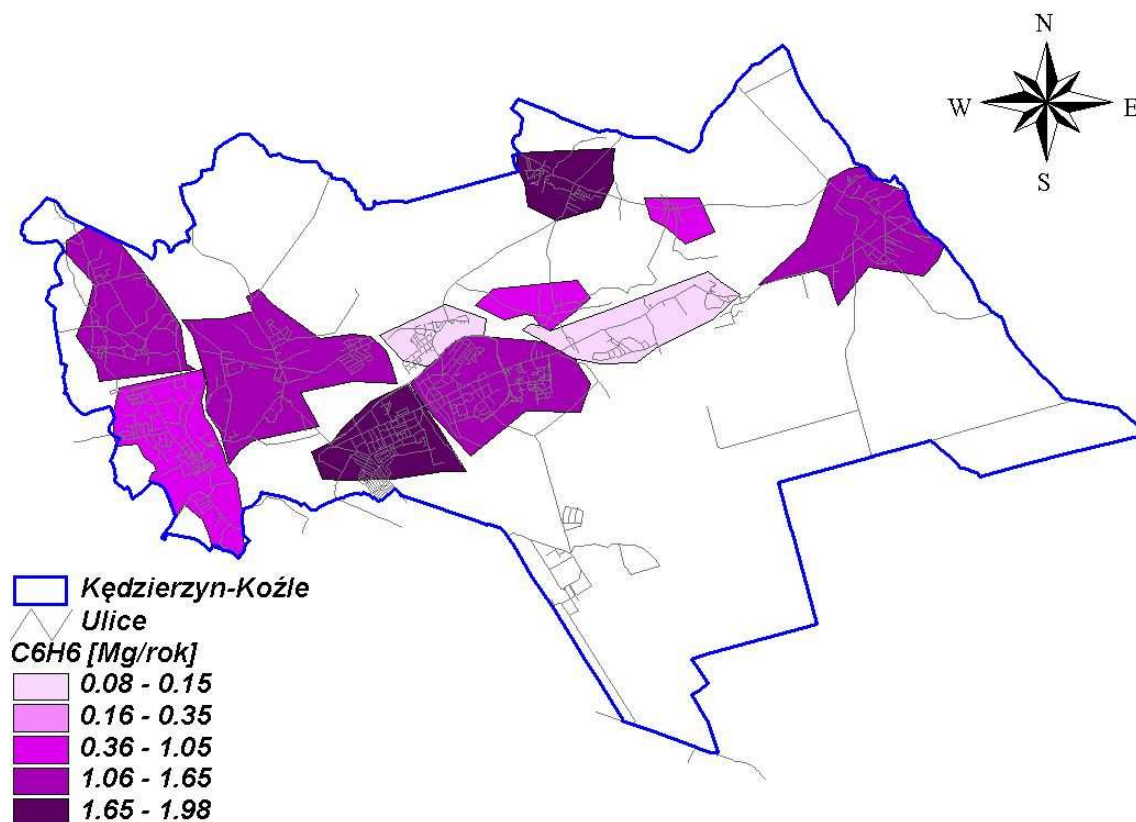 N
W E
S
Kędzierzyn-Koźle
Ulice
C6H6 [Mg/rok]
0.08 - 0.15
0.16 - 0.35
0.36 - 1.05
1.06 - 1.65
1.65 - 1.98